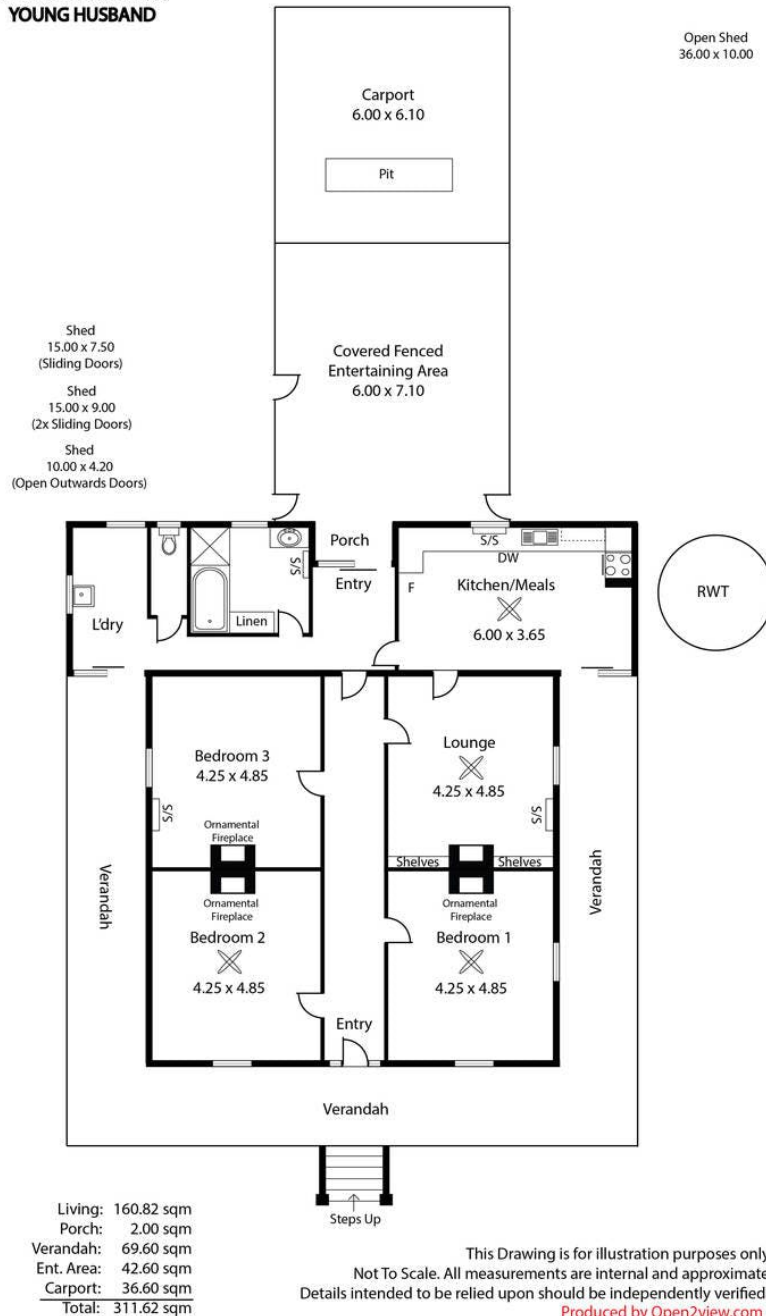 YOUNG HUSBAND
Open Shed
36.00 x 10.00
Carport
6.00 x 6.10
Pit
Shed
15.00 x 7.50
(Sliding Doors)
Shed
15.00 x 9.00
(2x Sliding Doors)
Shed
10.00 x 4.20
(Open Outwards Doors)
Covered Fenced
Entertaining Area
6.00 x 7.10
L'dry
Linen
S/S
Porch
Entry
S/S
DW
F
Kitchen/Meals
6.00 x 3.65
RWT
Bedroom 3
4.25 x 4.85
S/S
Ornamental
Fireplace
Lounge
4.25 x 4.85
S/S
Shelves
Shelves
Verandah
Verandah
Ornamental
Fireplace
Bedroom 2
4.25 x 4.85
Ornamental
Fireplace
Bedroom 1
4.25 x 4.85
Entry
Verandah
Steps Up
Living: 160.82 sqm
Porch: 2.00 sqm
Verandah: 69.60 sqm
Ent. Area: 42.60 sqm
Carport: 36.60 sqm
Total: 311.62 sqm
This Drawing is for illustration purposes only
Not To Scale. All measurements are internal and approximate
Details intended to be relied upon should be independently verified
Produced by Open2view.com.